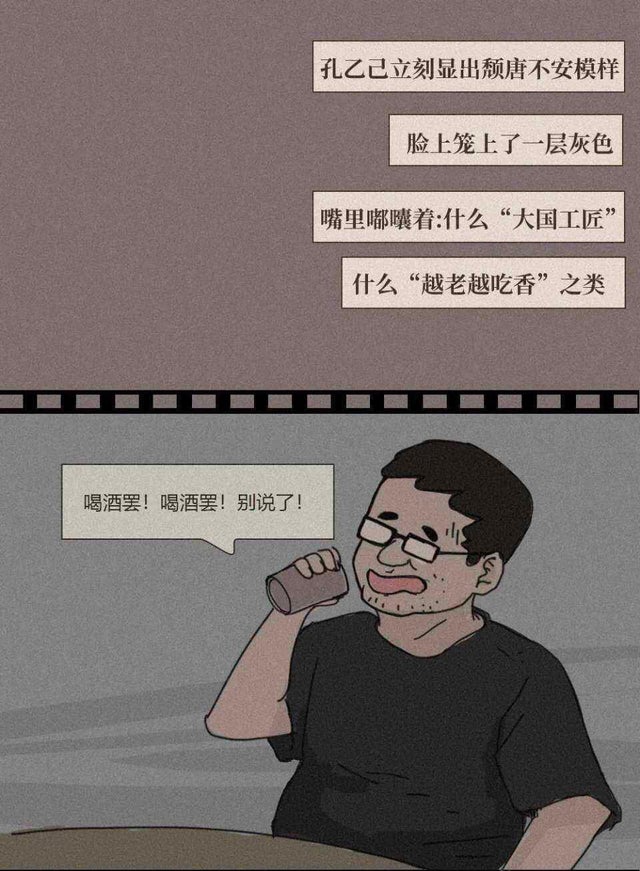 孔乙己立刻显出颓唐不安模样
脸上笼上了一层灰色
嘴里嘟囔着:什么“大国工匠”
什么“越老越吃香”之类
喝酒罢！喝酒罢！别说了！